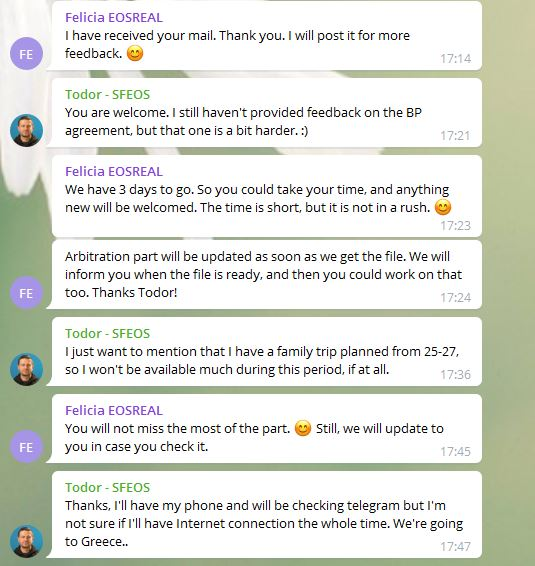 Felicia EOSREAL
I have received your mail. Thank you. I will post it for more
feedback. 😊
17:14
FE
Todor - SFEOS
You are welcome. I still haven't provided feedback on the BP
agreement, but that one is a bit harder. :)
17:21
Felicia EOSREAL
We have 3 days to go. So you could take your time, and anything
new will be welcomed. The time is short, but it is not in a rush. 😊
17:23
Arbitration part will be updated as soon as we get the file. We will
inform you when the file is ready, and then you could work on that
too. Thanks Todor!
17:24
FE
Todor - SFEOS
I just want to mention that I have a family trip planned from 25-27,
so I won't be available much during this period, if at all.
17:36
Felicia EOSREAL
You will not miss the most of the part. 😊 Still, we will update to
you in case you check it.
17:45
FE
Todor - SFEOS
Thanks, I'll have my phone and will be checking telegram but I'm
not sure if I'll have Internet connection the whole time. We're going
to Greece..
17:47